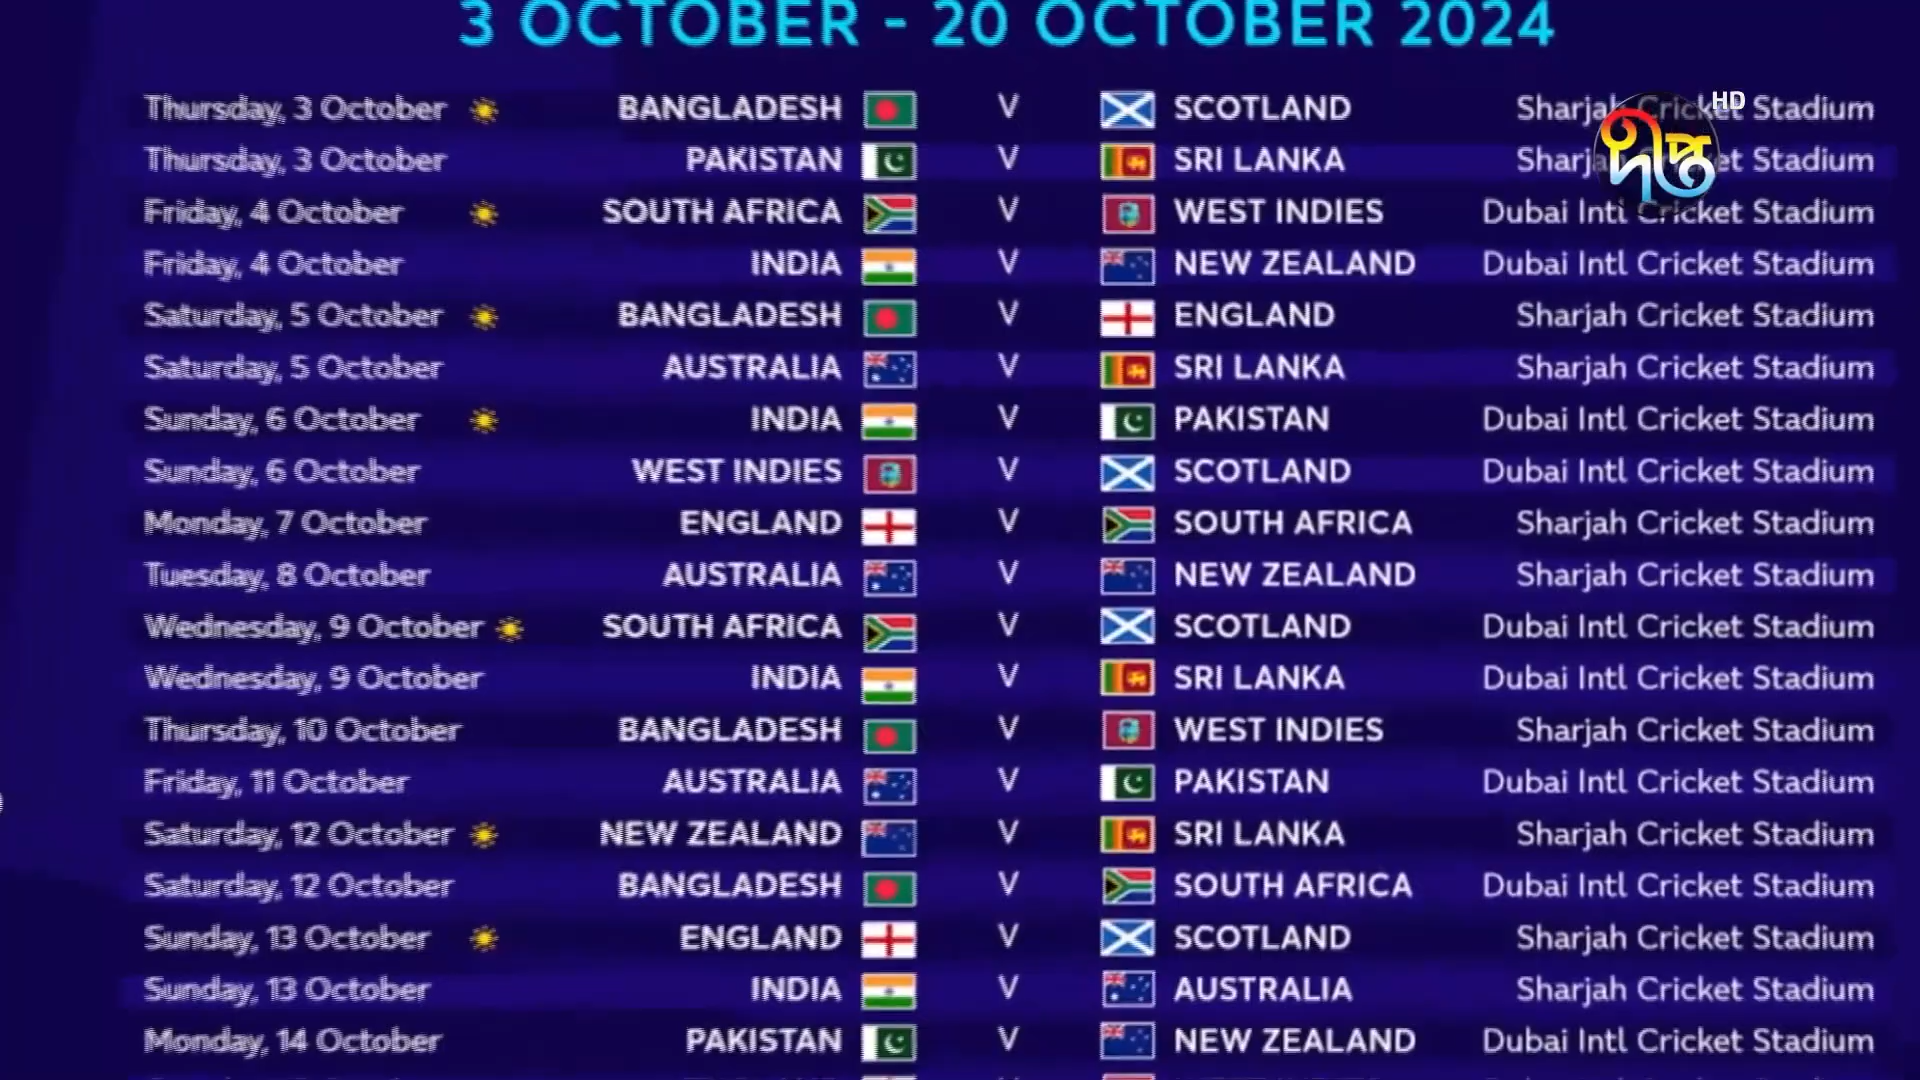 3 OCTOBER - 20 OCTOBER 2024
HD
দীপ্ত
Thursday, 3 October BANGLADESH V SCOTLAND Sharjah Cricket Stadium
Thursday, 3 October PAKISTAN V SRI LANKA Sharjah Cricket Stadium
Friday, 4 October SOUTH AFRICA V WEST INDIES Dubai Intl Cricket Stadium
Friday, 4 October INDIA V NEW ZEALAND Dubai Intl Cricket Stadium
Saturday, 5 October BANGLADESH V ENGLAND Sharjah Cricket Stadium
Saturday, 5 October AUSTRALIA V SRI LANKA Sharjah Cricket Stadium
Sunday, 6 October INDIA V PAKISTAN Dubai Intl Cricket Stadium
Sunday, 6 October WEST INDIES V SCOTLAND Dubai Intl Cricket Stadium
Monday, 7 October ENGLAND V SOUTH AFRICA Sharjah Cricket Stadium
Tuesday, 8 October AUSTRALIA V NEW ZEALAND Sharjah Cricket Stadium
Wednesday, 9 October SOUTH AFRICA V SCOTLAND Dubai Intl Cricket Stadium
Wednesday, 9 October INDIA V SRI LANKA Dubai Intl Cricket Stadium
Thursday, 10 October BANGLADESH V WEST INDIES Sharjah Cricket Stadium
Friday, 11 October AUSTRALIA V PAKISTAN Dubai Intl Cricket Stadium
Saturday, 12 October NEW ZEALAND V SRI LANKA Sharjah Cricket Stadium
Saturday, 12 October BANGLADESH V SOUTH AFRICA Dubai Intl Cricket Stadium
Sunday, 13 October ENGLAND V SCOTLAND Sharjah Cricket Stadium
Sunday, 13 October INDIA V AUSTRALIA Sharjah Cricket Stadium
Monday, 14 October PAKISTAN V NEW ZEALAND Dubai Intl Cricket Stadium